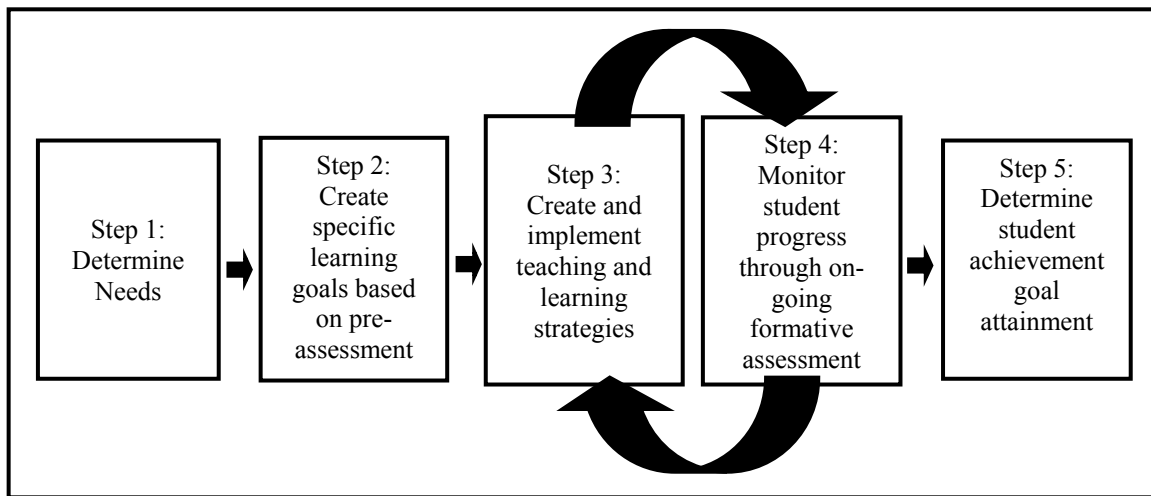 Step 1:
Determine
Needs
Step 2:
Create
specific
learning
goals based
on pre-
assessment
Step 3:
Create and
implement
teaching and
learning
strategies
Step 4:
Monitor
student
progress
through on-
going
formative
assessment
Step 5:
Determine
student
achievement
goal
attainment